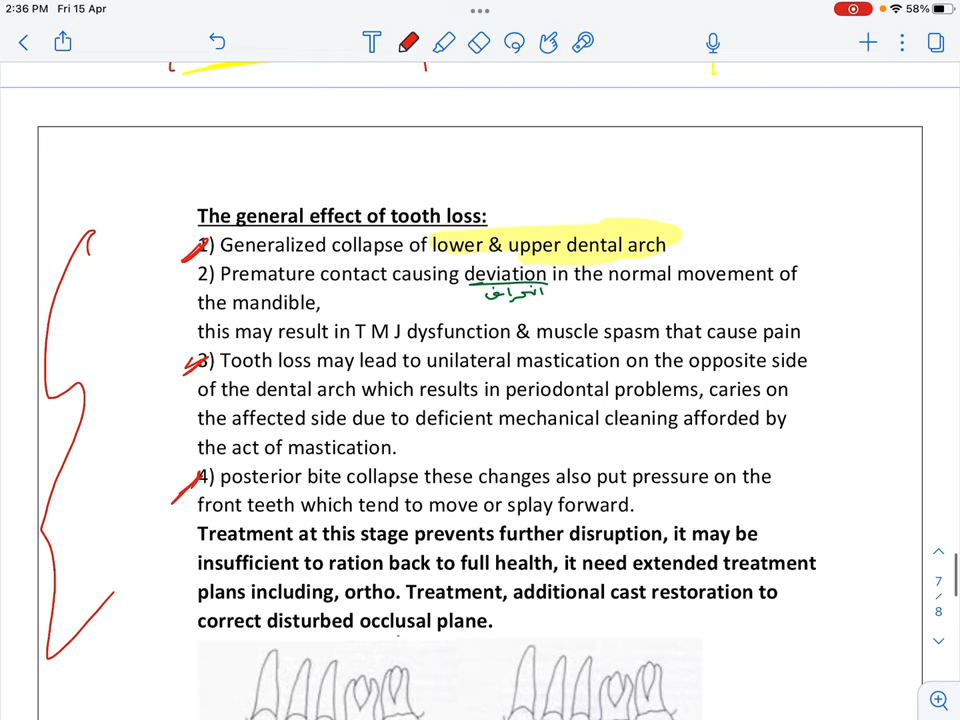 2:36 PM Fri 15 Apr
58%
The general effect of tooth loss:
1) Generalized collapse of lower & upper dental arch
2) Premature contact causing deviation in the normal movement of
انحراف
the mandible,
this may result in T M J dysfunction & muscle spasm that cause pain
3) Tooth loss may lead to unilateral mastication on the opposite side
of the dental arch which results in periodontal problems, caries on
the affected side due to deficient mechanical cleaning afforded by
the act of mastication.
4) posterior bite collapse these changes also put pressure on the
front teeth which tend to move or splay forward.
Treatment at this stage prevents further disruption, it may be
insufficient to ration back to full health, it need extended treatment
plans including, ortho. Treatment, additional cast restoration to
correct disturbed occlusal plane.
7
/
8